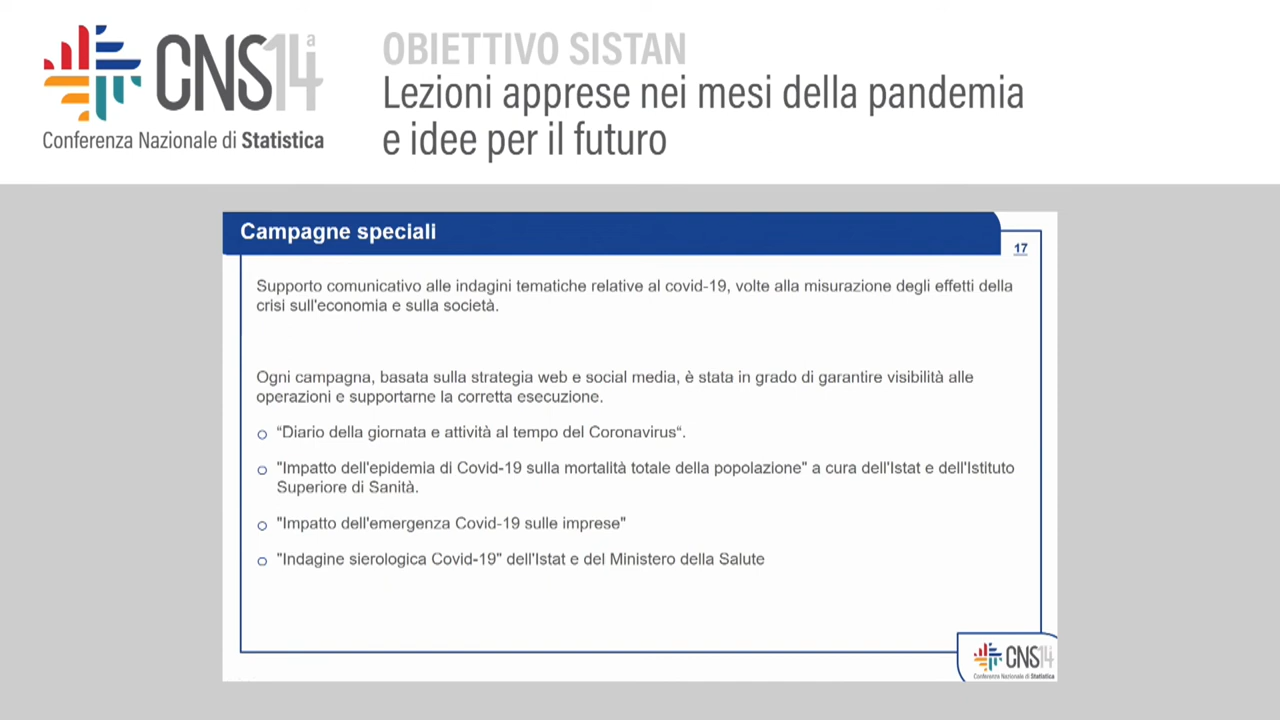 CNS14a
Conferenza Nazionale di Statistica
OBIETTIVO SISTAN
Lezioni apprese nei mesi della pandemia
e idee per il futuro
Campagne speciali
17
Supporto comunicativo alle indagini tematiche relative al covid-19, volte alla misurazione degli effetti della
crisi sull'economia e sulla società.
Ogni campagna, basata sulla strategia web e social media, è stata in grado di garantire visibilità alle
operazioni e supportarne la corretta esecuzione.
“Diario della giornata e attività al tempo del Coronavirus“.
"Impatto dell'epidemia di Covid-19 sulla mortalità totale della popolazione" a cura dell'Istat e dell'Istituto
Superiore di Sanità.
"Impatto dell'emergenza Covid-19 sulle imprese"
"Indagine sierologica Covid-19" dell'Istat e del Ministero della Salute
CNS14a
Conferenza Nazionale di Statistica